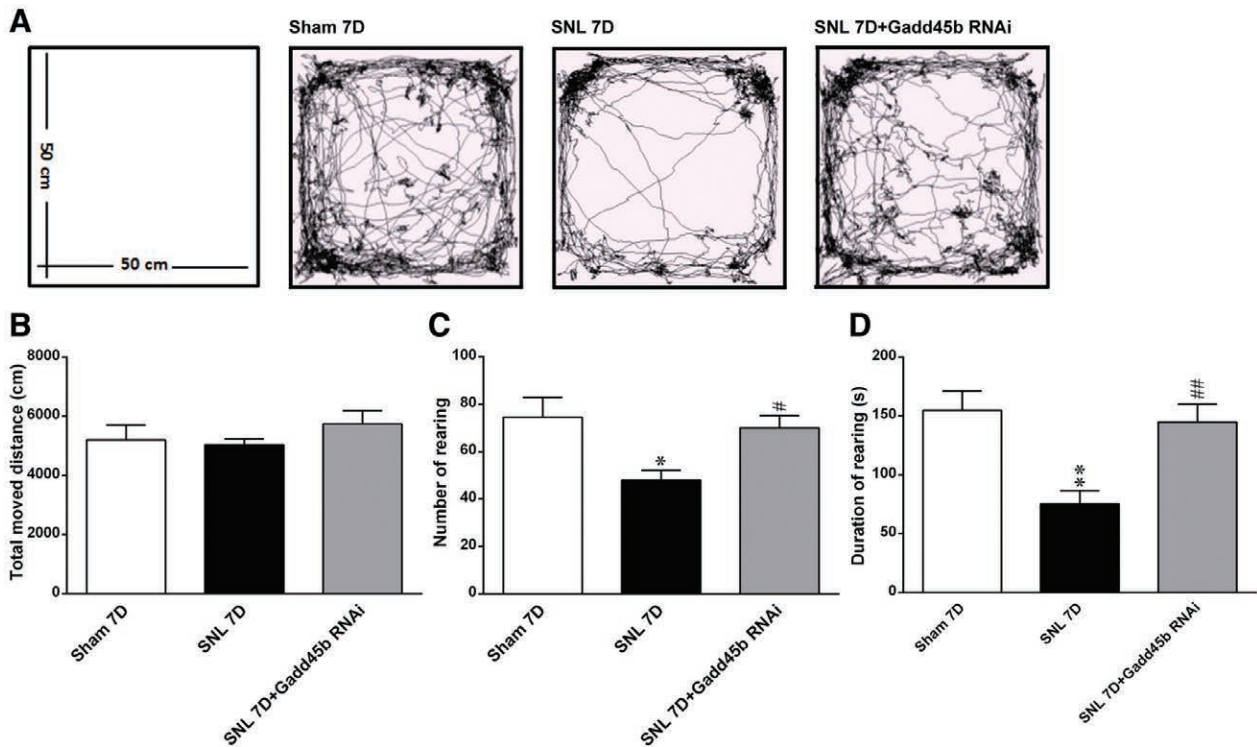 A
Sham 7D
SNL 7D
SNL 7D+Gadd45b RNAi
50 cm
50 cm
B
Total moved distance (cm)
8000
6000
4000
2000
0
Sham 7D
SNL 7D
SNL 7D+Gadd45b RNAi
C
Number of rearing
100
80
60
40
20
0
*
#
Sham 7D
SNL 7D
SNL 7D+Gadd45b RNAi
D
Duration of rearing (s)
200
150
100
50
0
**
##
Sham 7D
SNL 7D
SNL 7D+Gadd45b RNAi